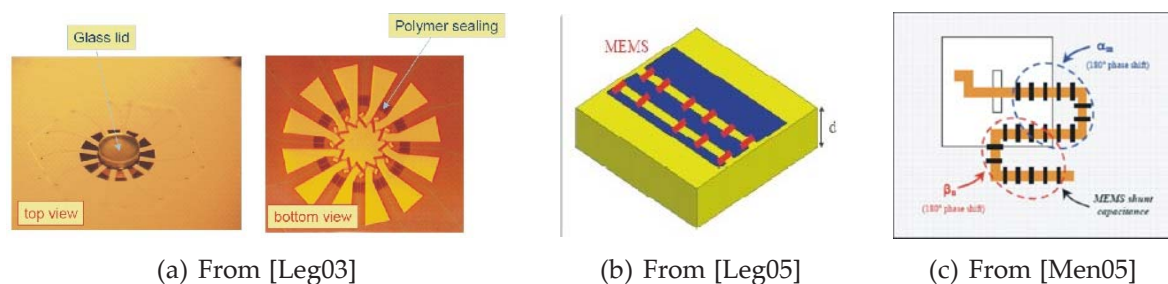 Glass lid
Polymer sealing
top view
bottom view
MEMS
d
αm
(180° phase shift)
βn
(180° phase shift)
MEMS shunt
capacitance
(a) From [Leg03]
(b) From [Leg05]
(c) From [Men05]